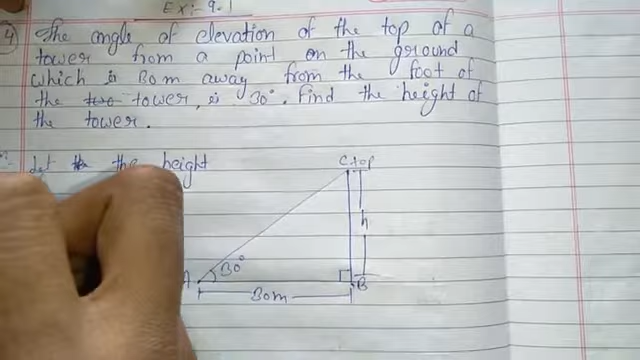 Ex:- 9.1
4) The angle of elevation of the top of a
tower from a point on the ground
which is 30m away from the foot of
the tower, is 30°. Find the height of
the tower.
let the height
C top
h
30°
A
B
30m